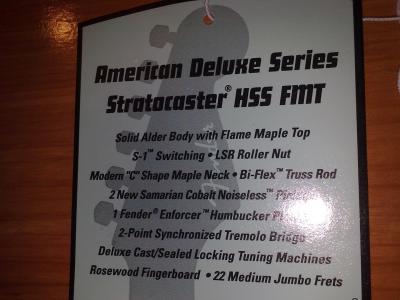 American Deluxe Series
Stratocaster® HSS FMT
Solid Alder Body with Flame Maple Top
S-1™ Switching • LSR Roller Nut
Modern "C" Shape Maple Neck • Bi-Flex™ Truss Rod
2 New Samarian Cobalt Noiseless™
1 Fender® Enforcer™ Humbucker
2-Point Synchronized Tremolo Bridge
Deluxe Cast/Sealed Locking Tuning Machines
Rosewood Fingerboard • 22 Medium Jumbo Frets